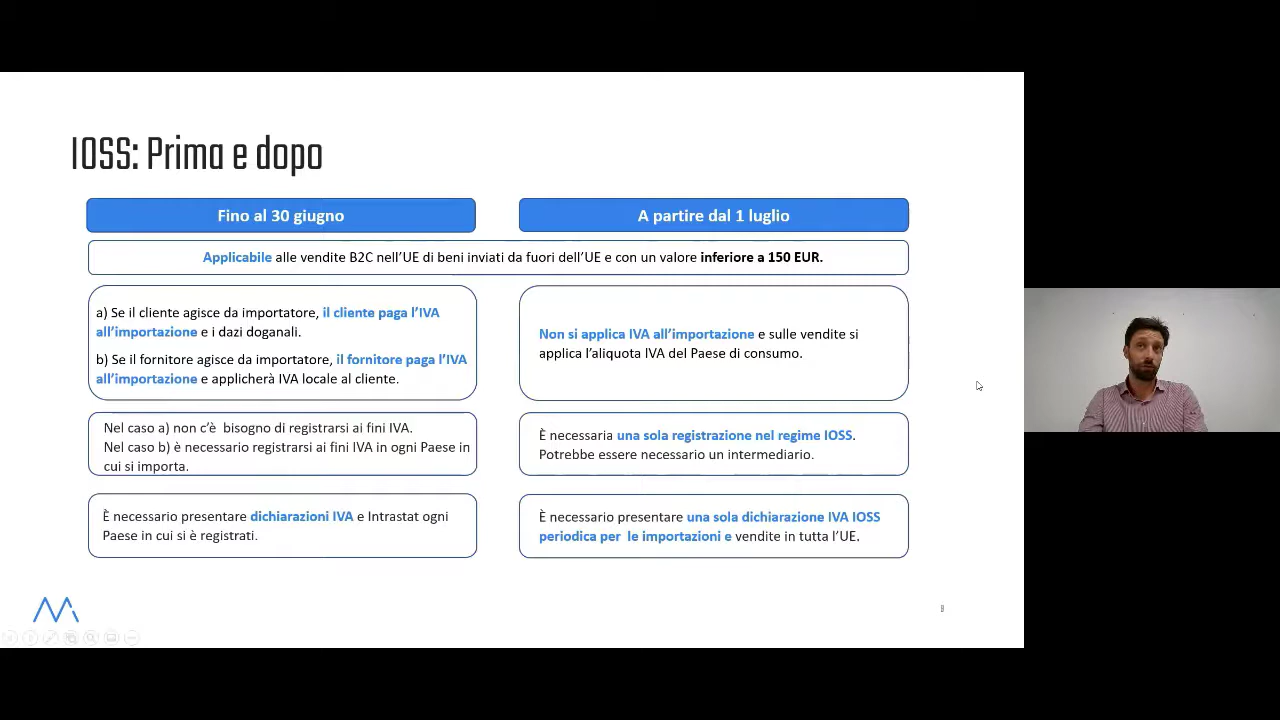 IOSS: Prima e dopo
Fino al 30 giugno
A partire dal 1 luglio
Applicabile alle vendite B2C nell'UE di beni inviati da fuori dell'UE e con un valore inferiore a 150 EUR.
a) Se il cliente agisce da importatore, il cliente paga l'IVA
all'importazione e i dazi doganali.
b) Se il fornitore agisce da importatore, il fornitore paga l'IVA
all'importazione e applicherà IVA locale al cliente.
Non si applica IVA all'importazione e sulle vendite si
applica l'aliquota IVA del Paese di consumo.
Nel caso a) non c'è bisogno di registrarsi ai fini IVA.
Nel caso b) è necessario registrarsi ai fini IVA in ogni Paese in
cui si importa.
È necessaria una sola registrazione nel regime IOSS.
Potrebbe essere necessario un intermediario.
È necessario presentare dichiarazioni IVA e Intrastat ogni
Paese in cui si è registrati.
È necessario presentare una sola dichiarazione IVA IOSS
periodica per le importazioni e vendite in tutta l'UE.